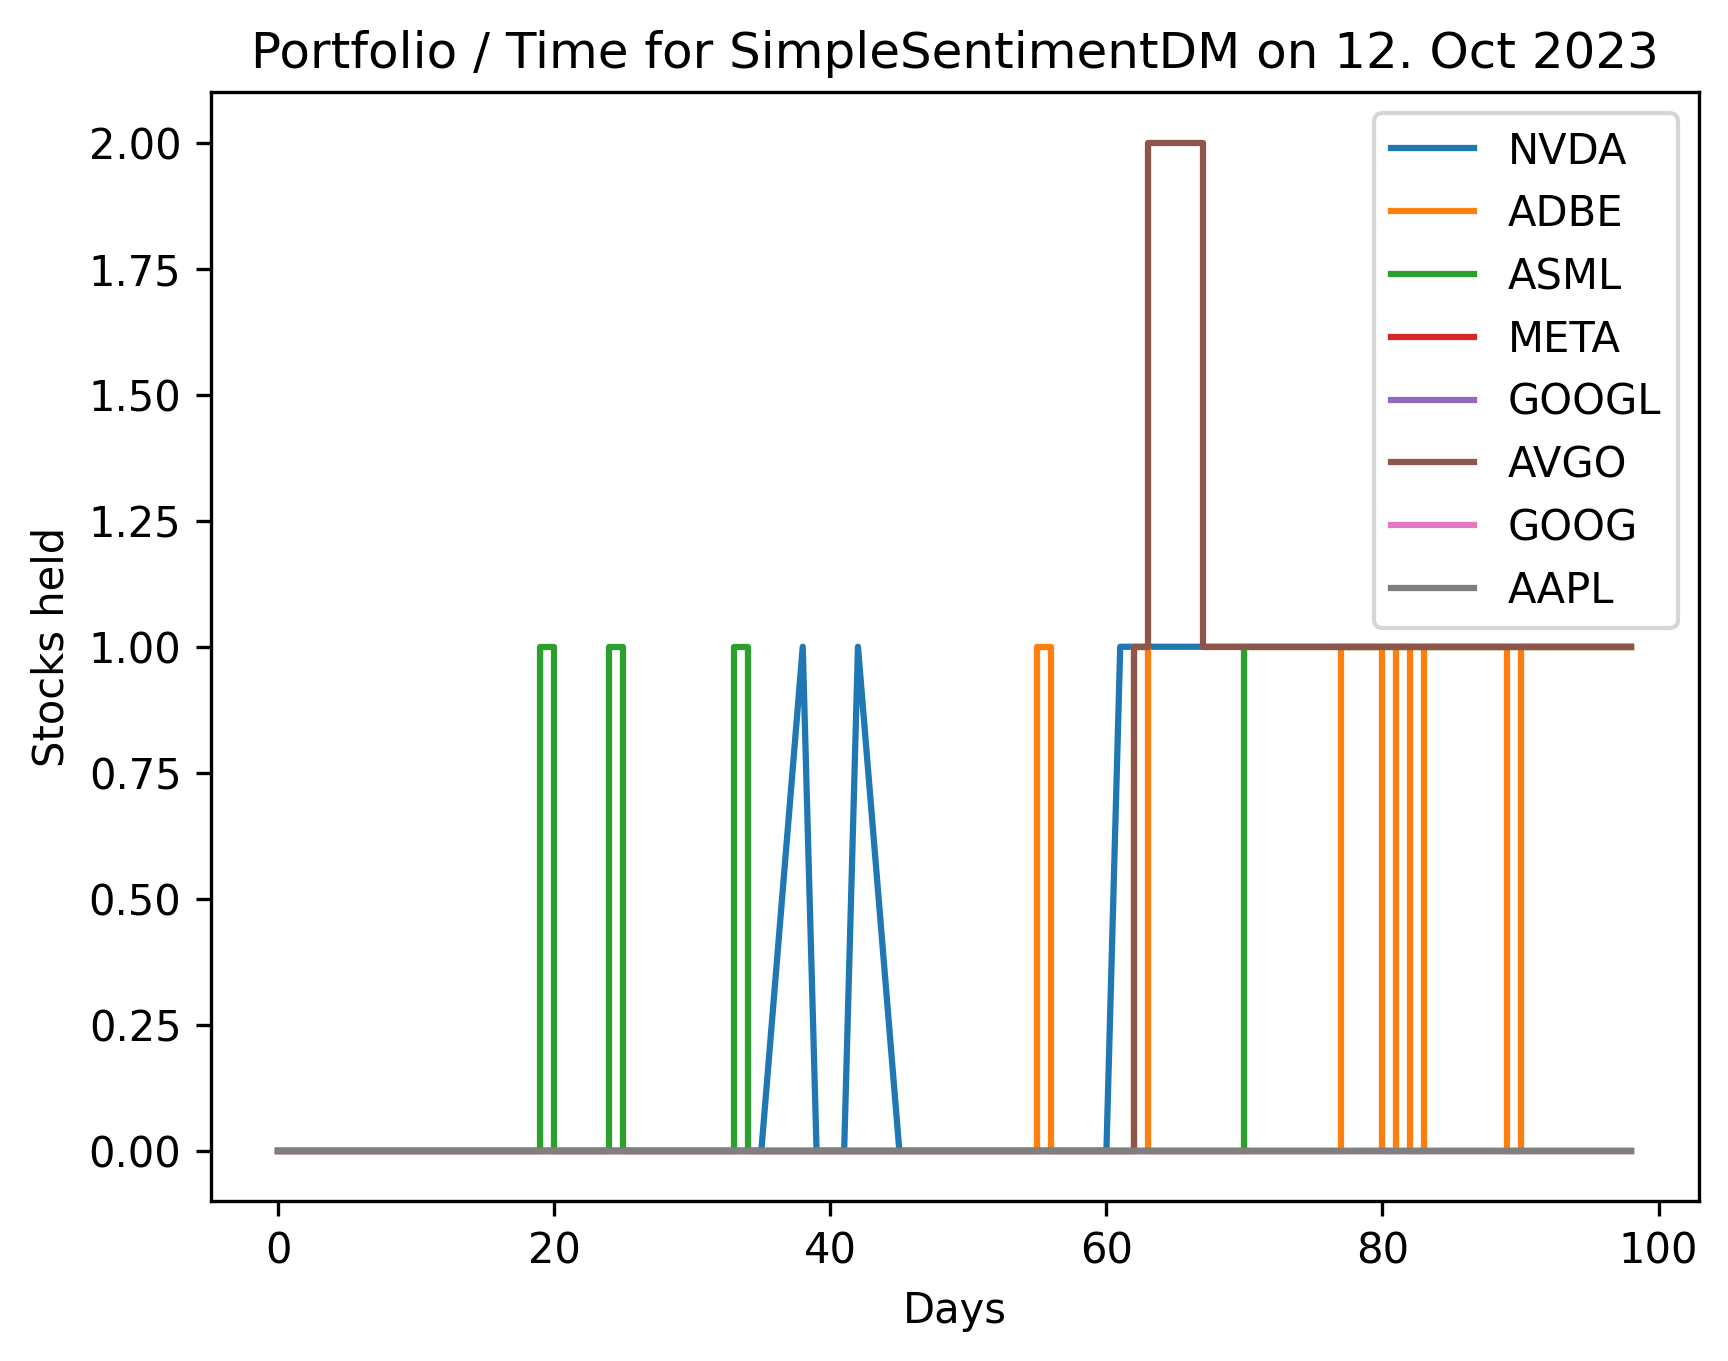 Portfolio / Time for SimpleSentimentDM on 12. Oct 2023
2.00
1.75
1.50
1.25
1.00
0.75
0.50
0.25
0.00
Stocks held
NVDA
ADBE
ASML
META
GOOGL
AVGO
GOOG
AAPL
0 20 40 60 80 100
Days